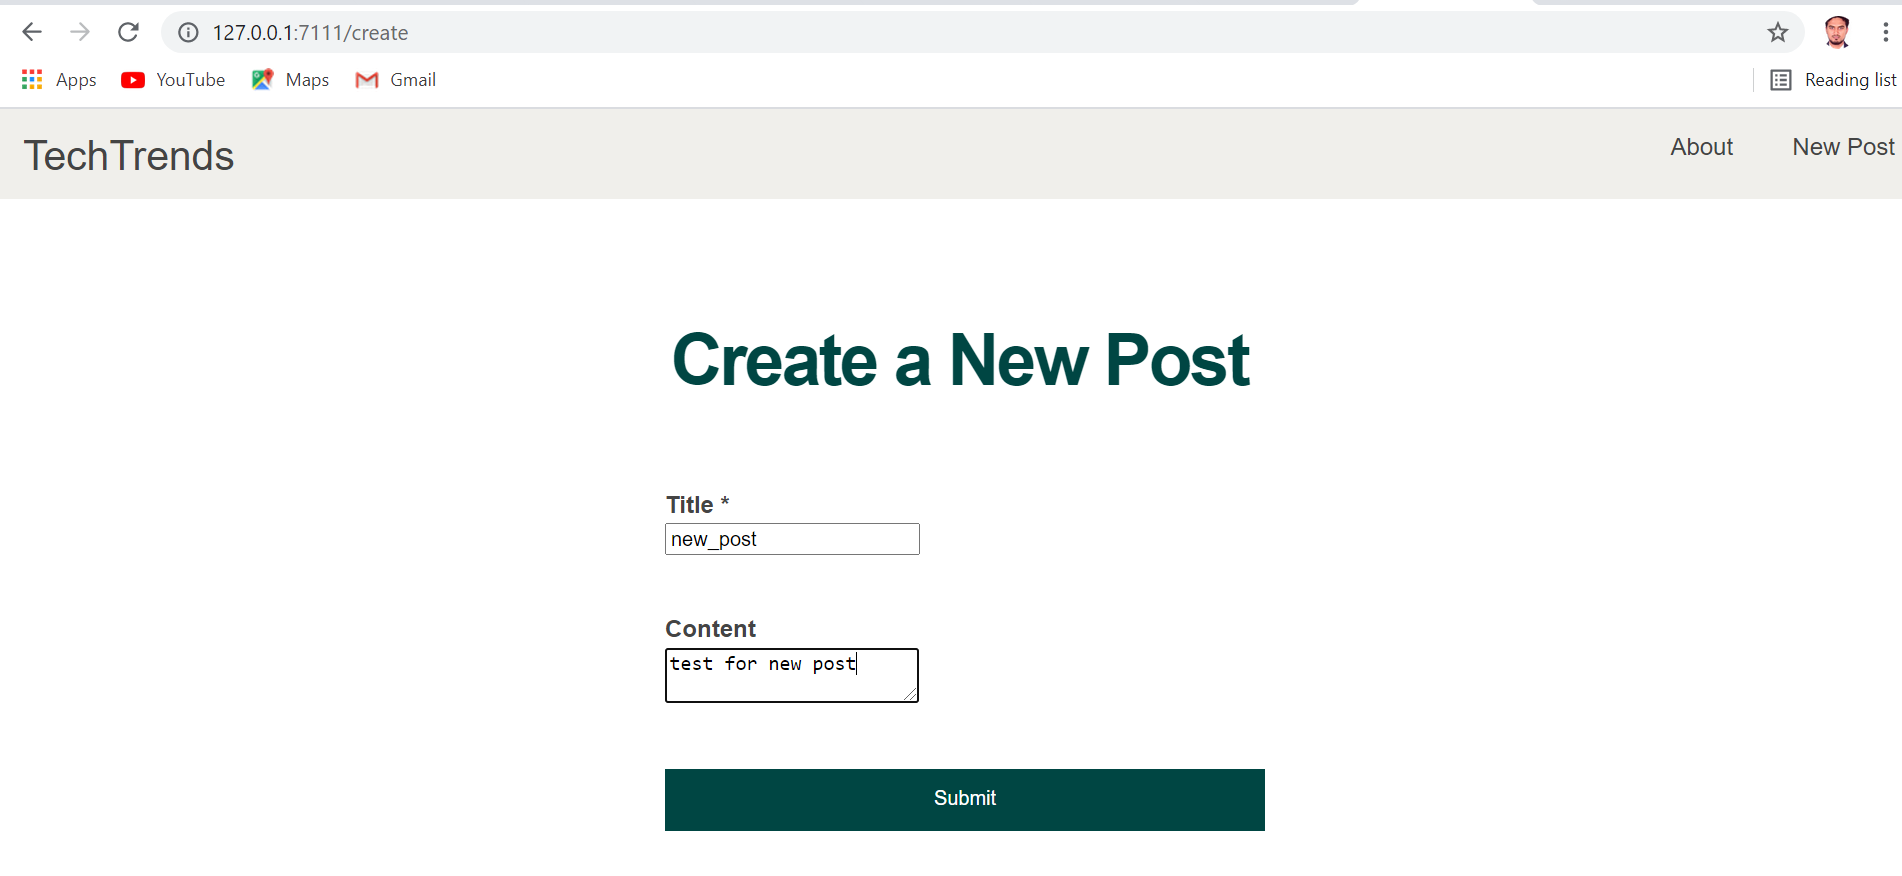 127.0.0.1:7111/create
Apps YouTube Maps Gmail Reading list
TechTrends About New Post
Create a New Post
Title *
new_post
Content
test for new post
Submit